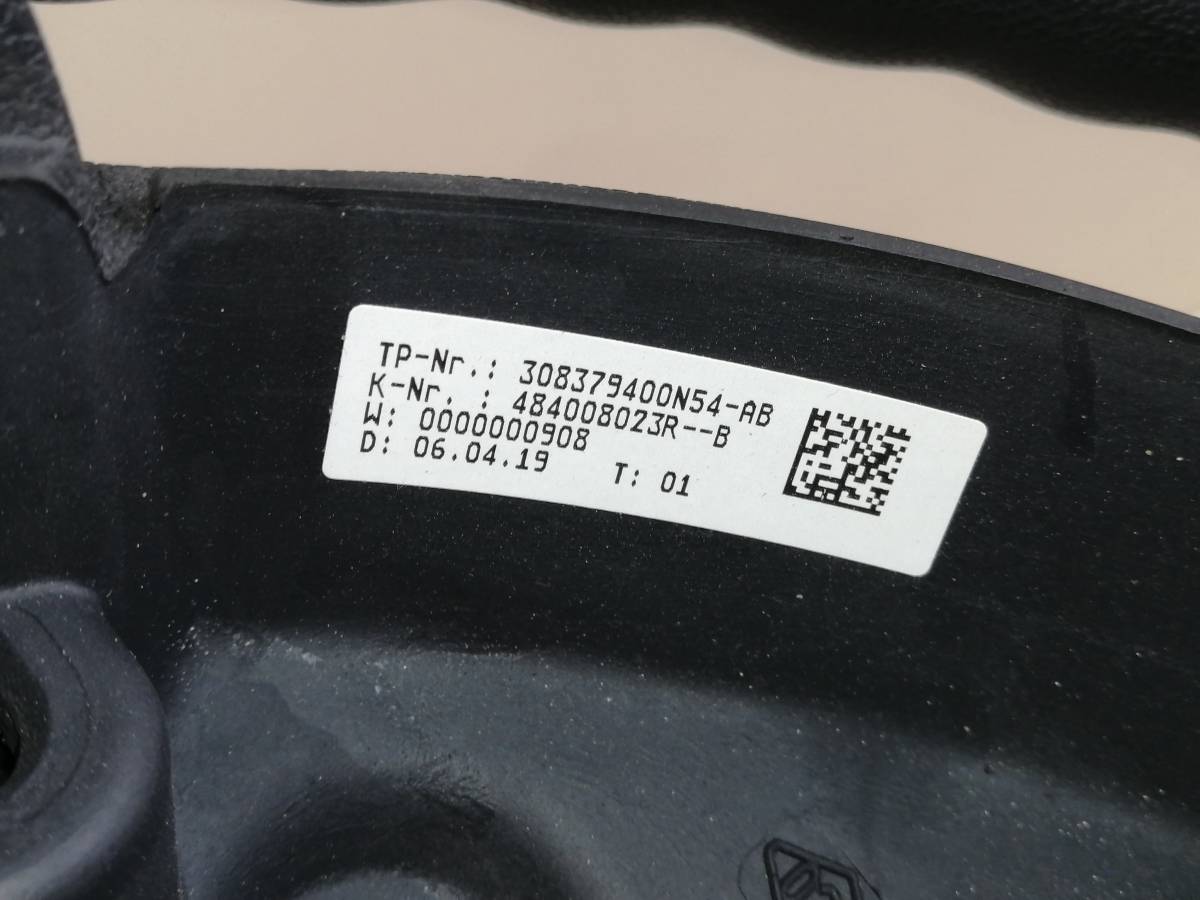 TP-Nr.: 308379400N54-AB
K-Nr. : 484008023R--B
W: 0000000908
D: 06.04.19 T: 01